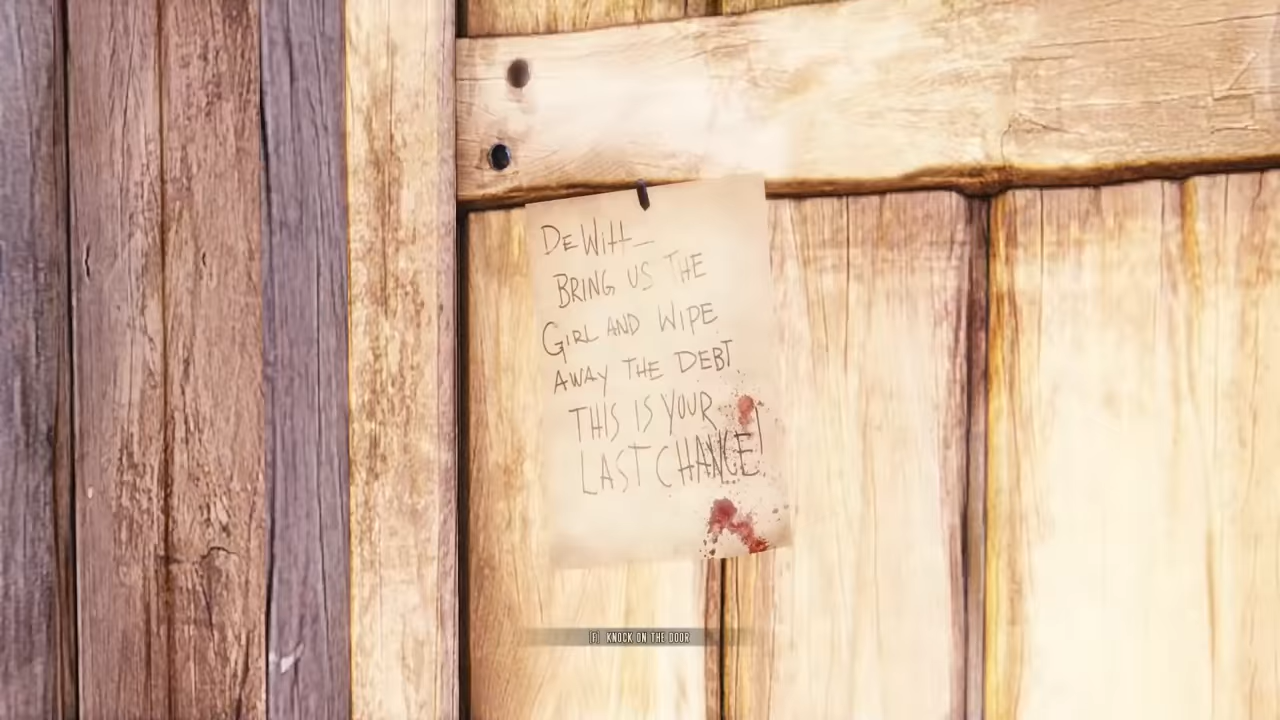 DeWitt_
BRING US THE
GIRL AND WIPE
AWAY THE DEBT.
THIS IS YOUR
LAST CHANCE!
[F] KNOCK ON THE DOOR